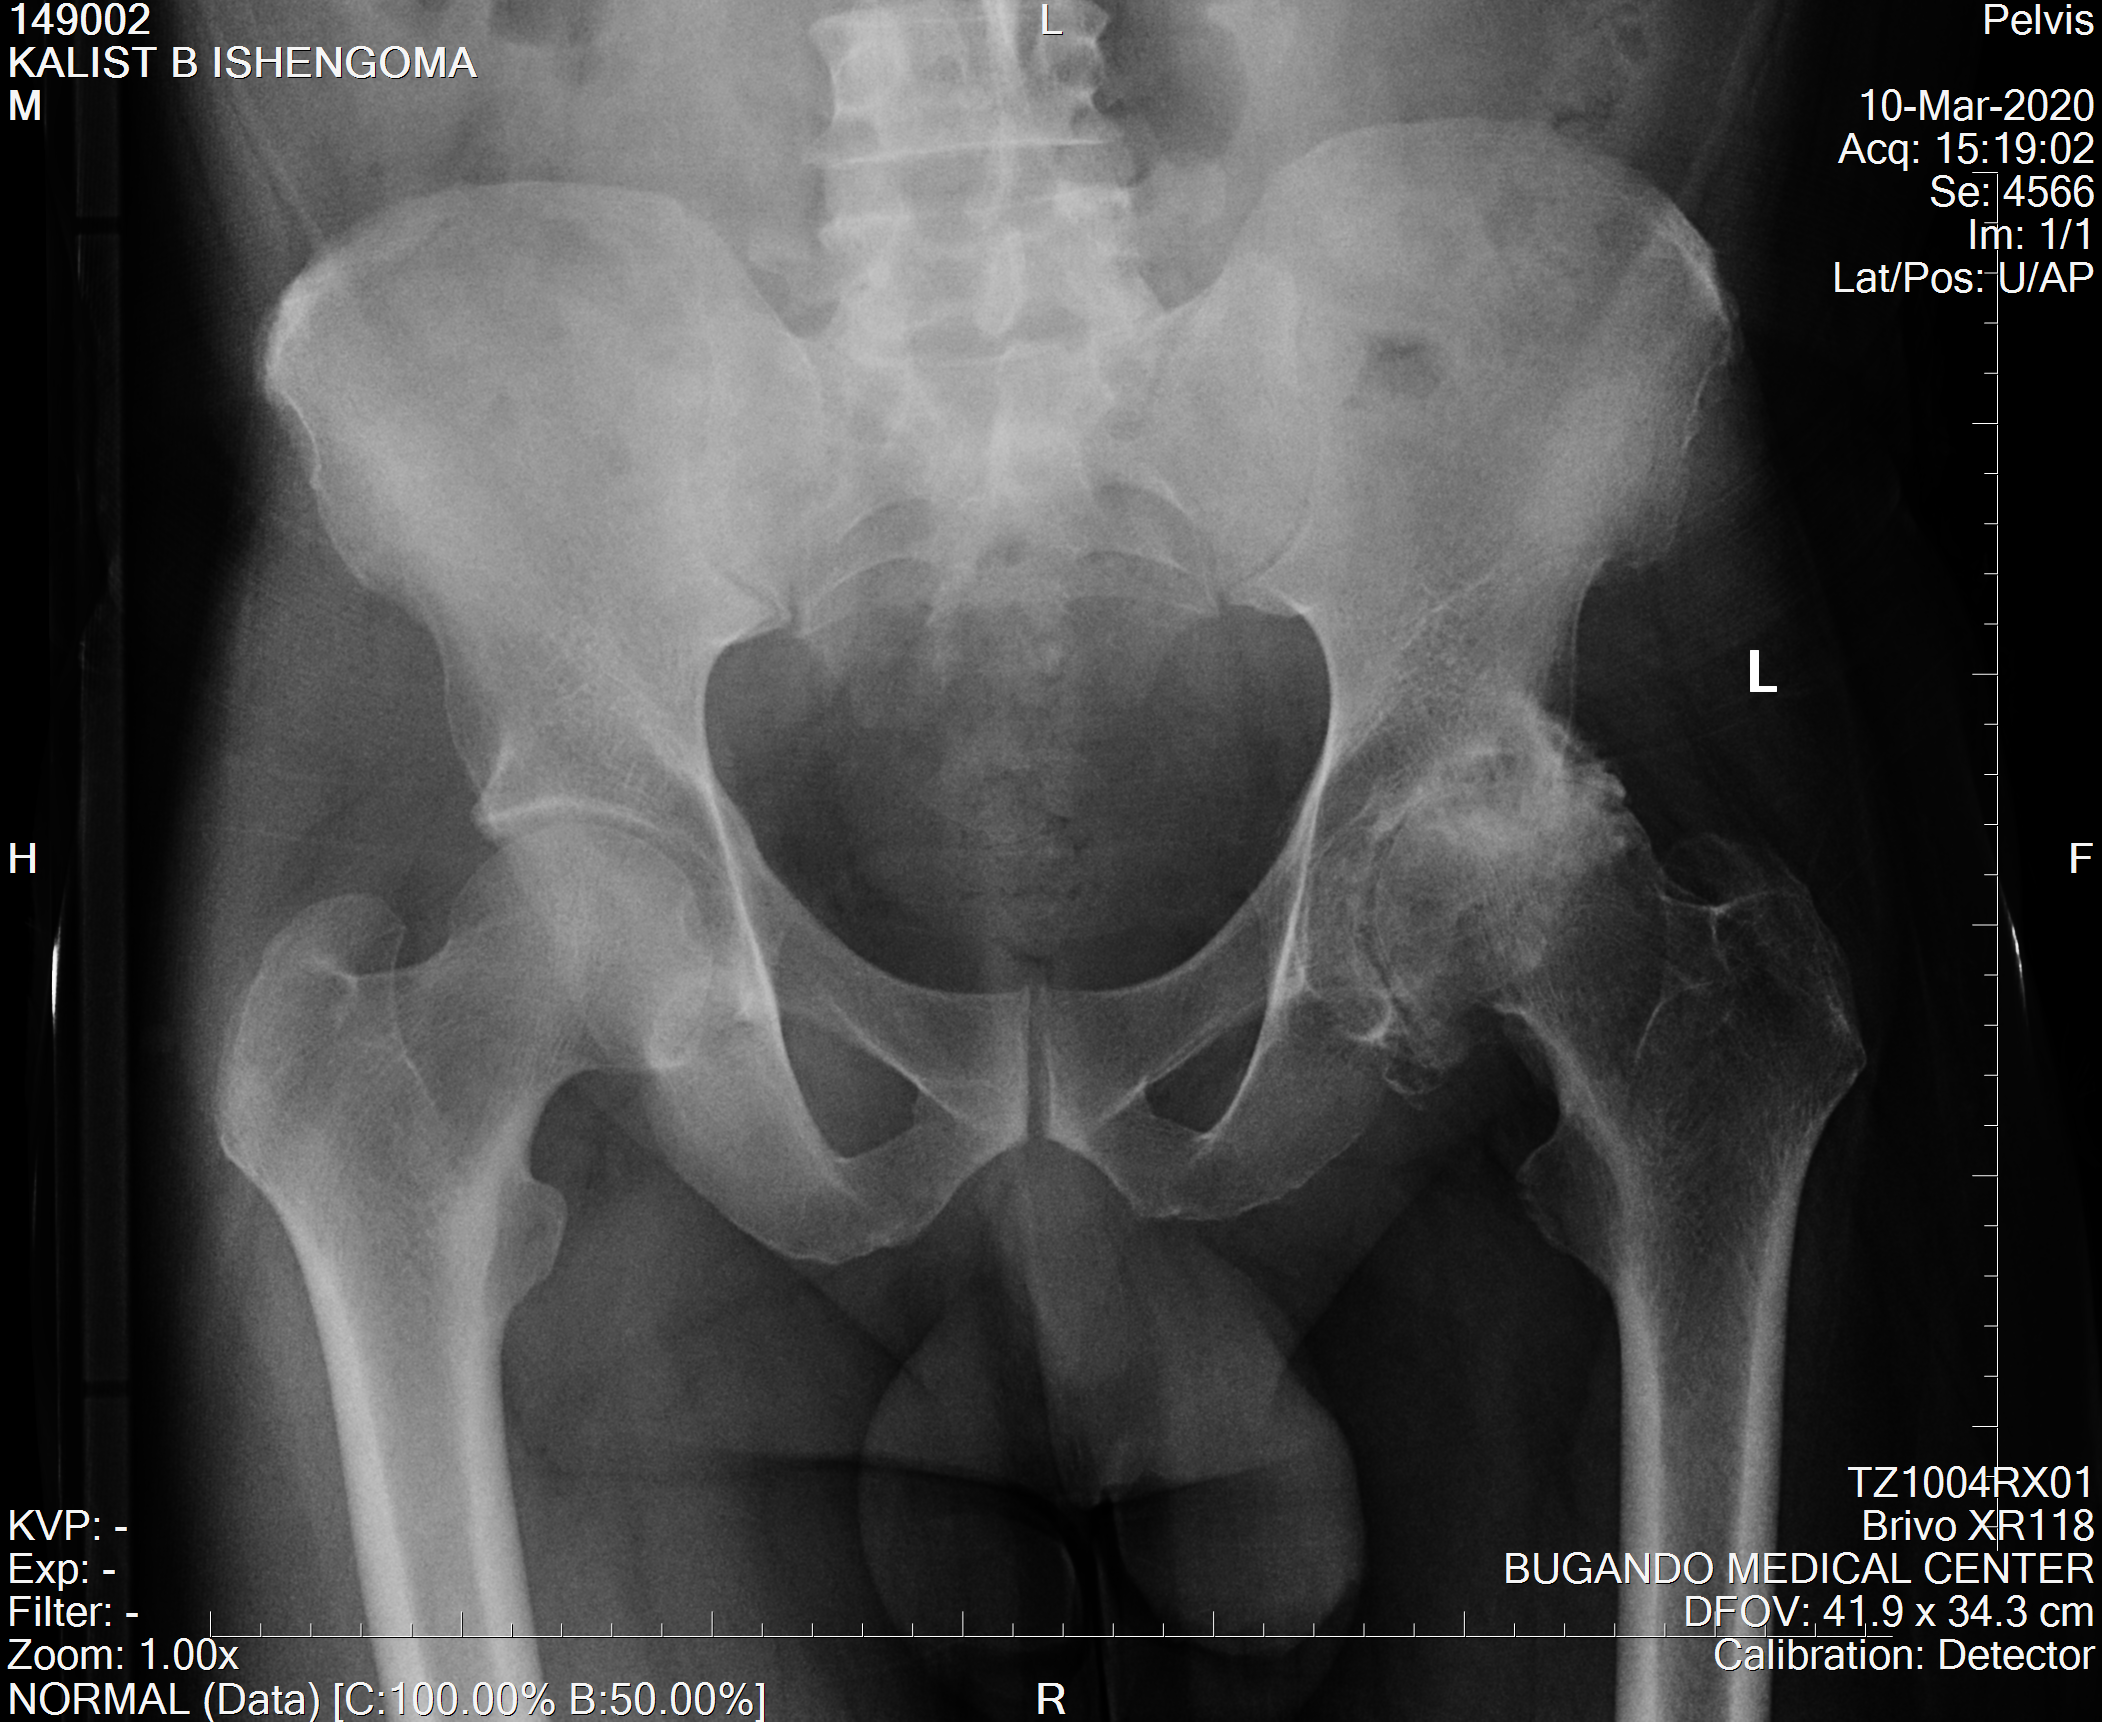 149002
KALIST B ISHENGOMA
M
L
Pelvis
10-Mar-2020
Acq: 15:19:02
Se: 4566
Im: 1/1
Lat/Pos: U/AP
L
H
F
KVP: -
Exp: -
Filter: -
Zoom: 1.00x
NORMAL (Data) [C:100.00% B:50.00%]
R
TZ1004RX01
Brivo XR118
BUGANDO MEDICAL CENTER
DFOV: 41.9 x 34.3 cm
Calibration: Detector